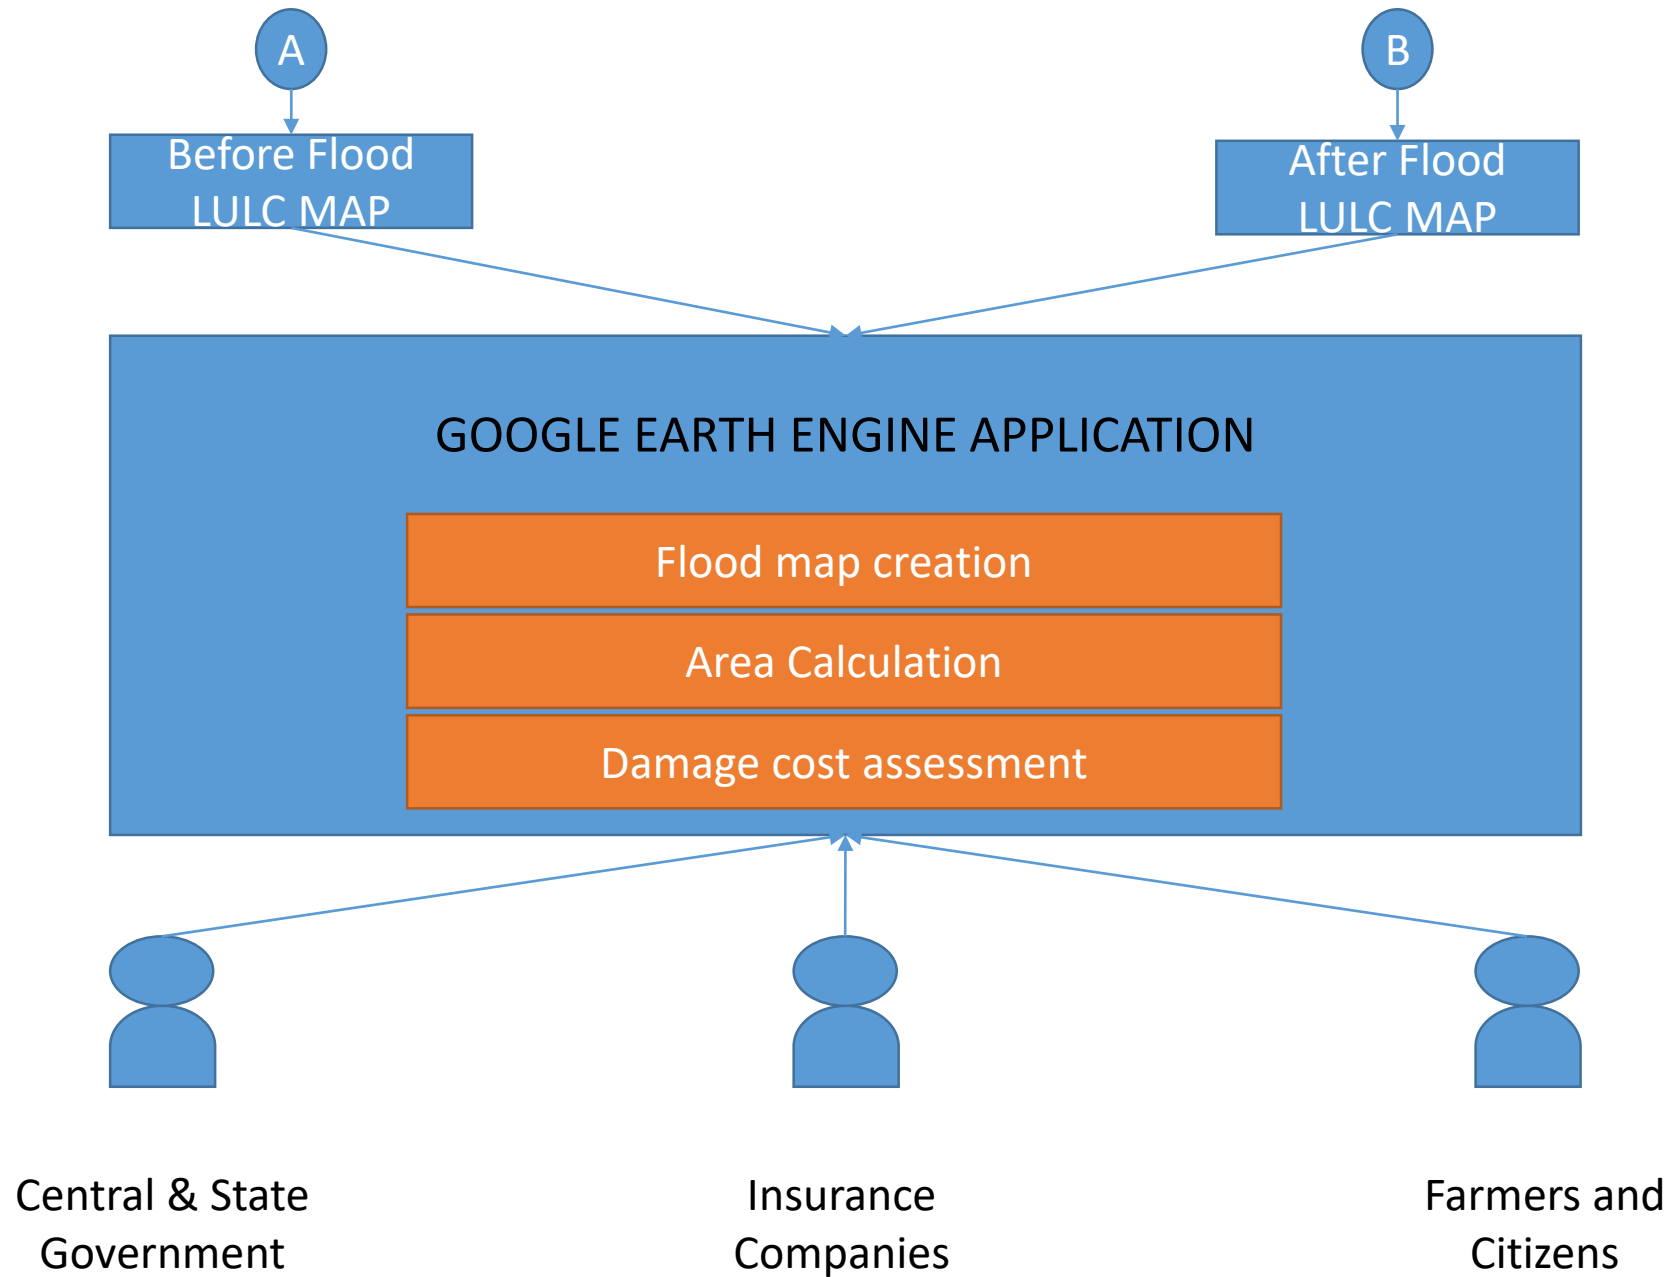 A
B
Before Flood
LULC MAP
After Flood
LULC MAP
GOOGLE EARTH ENGINE APPLICATION
Flood map creation
Area Calculation
Damage cost assessment
Central & State
Government
Insurance
Companies
Farmers and
Citizens